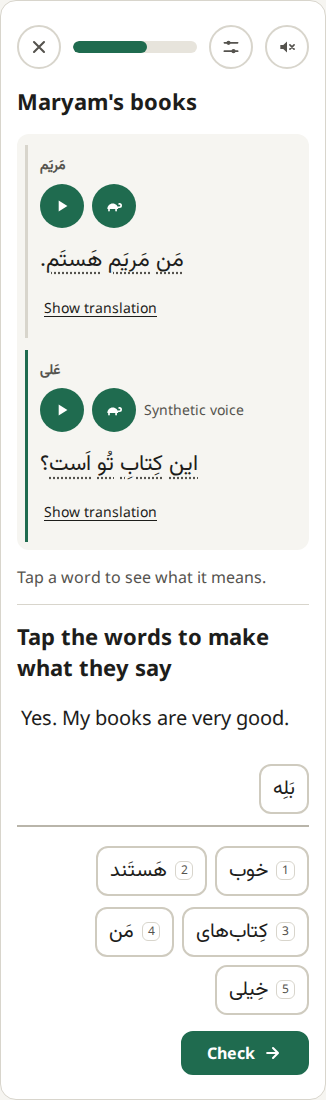 Maryam's books
مَریَم
مَن مَریَم هَستَم.
Show translation
عَلی
Synthetic voice
این کِتابِ تُو اَست؟
Show translation
Tap a word to see what it means.
Tap the words to make
what they say
Yes. My books are very good.
بَلِه
خوب 1
هَستَند 2
کِتاب‌های 3
مَن 4
خِیلی 5
Check